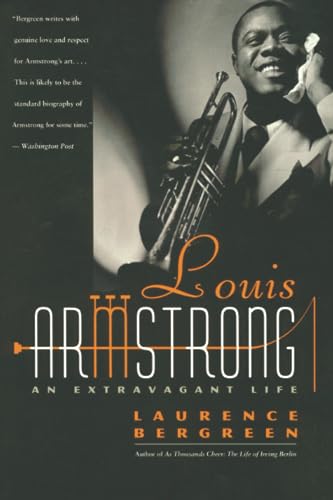 "Bergreen writes with
genuine love and respect
for Armstrong's art. . . .
This is likely to be the
standard biography of
Armstrong for some time."
— Washington Post
Louis
ARMSTRONG
AN EXTRAVAGANT LIFE
LAURENCE
BERGREEN
Author of As Thousands Cheer: The Life of Irving Berlin